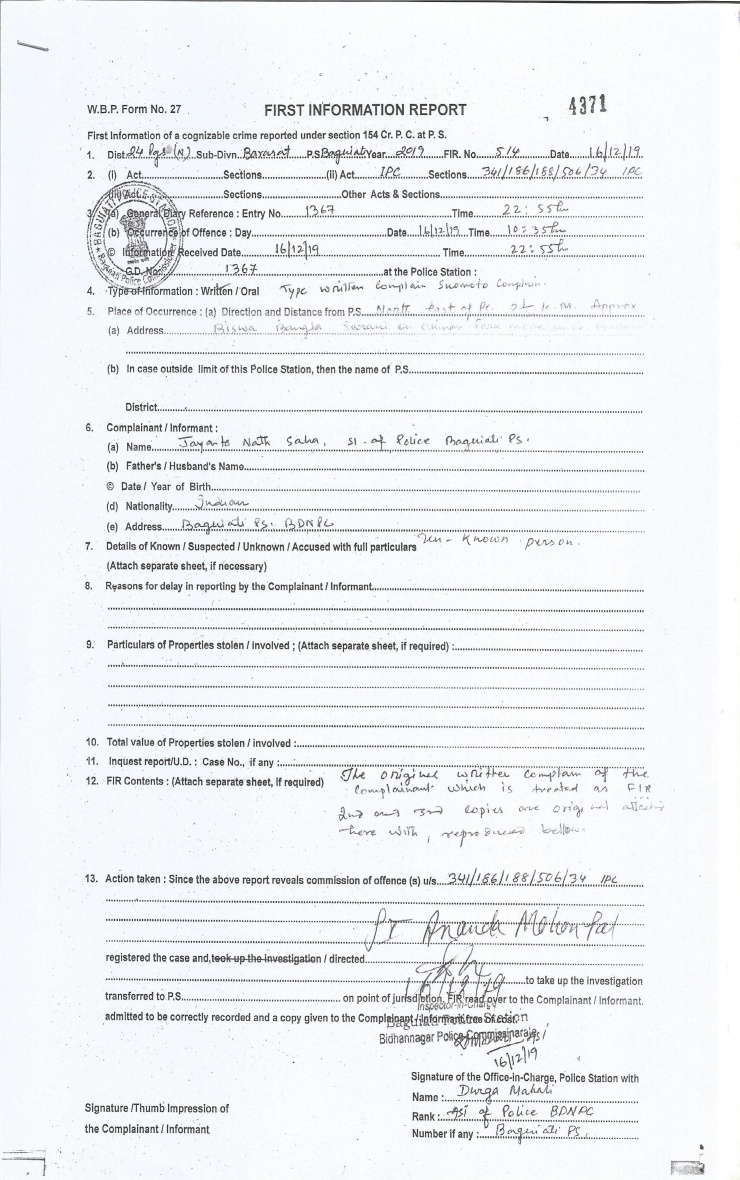 W.B.P. Form No. 27
FIRST INFORMATION REPORT
4371
First Information of a cognizable crime reported under section 154 Cr. P. C. at P. S.
1. Dist. 24 Pgs (N) Sub-Divn. Barasat P.S. Baguiati Year 2019 FIR. No. 514 Date 16/12/19
2. (i) Act Sections (ii) Act IPC Sections 341/186/188/506/34 IPC
(iii) Act Sections Other Acts & Sections
3. (a) General Diary Reference : Entry No. 1367 Time 22:55 hr
(b) Occurrence of Offence : Day Date 16/12/19 Time 10:35 hr
© Information Received Date 16/12/19 Time 22:55 hr
G.D. No. 1367 at the Police Station :
4. Type of Information : Written / Oral Type written Complain Suomoto Complain.
5. Place of Occurrence : (a) Direction and Distance from P.S. North East of Ps. Approx
(a) Address Biswa Bangla Sarani
(b) In case outside limit of this Police Station, then the name of P.S.
District
6. Complainant / Informant :
(a) Name Jayanta Nath Saha, SI of Police Baguiati PS.
(b) Father's / Husband's Name
© Date / Year of Birth
(d) Nationality Indian
(e) Address Baguiati PS. BDNPC
7. Details of Known / Suspected / Unknown / Accused with full particulars Un-Known person.
(Attach separate sheet, if necessary)
8. Reasons for delay in reporting by the Complainant / Informant
9. Particulars of Properties stolen / involved ; (Attach separate sheet, if required) :
10. Total value of Properties stolen / involved :
11. Inquest report/U.D. : Case No., if any :
12. FIR Contents : (Attach separate sheet, if required) The original written complain of the
Complainant which is treated as FIR
2nd and 3rd copies are original
here with, reproduced bellow.
13. Action taken : Since the above report reveals commission of offence (s) u/s 341/186/188/506/34 IPC
Ananda Mohon Pal
registered the case and, took up the investigation / directed
to take up the investigation
16/12/19
transferred to P.S. on point of jurisdiction. FIR read over to the Complainant / Informant.
Inspector-in-Charge
admitted to be correctly recorded and a copy given to the Complainant / Informant free of cost.
Baguiati Police Station
Bidhannagar Police Commissionarate
16/12/19
Signature of the Office-in-Charge, Police Station with
Name : Durga Mahali
Signature /Thumb Impression of
Rank : ASI of Police BDNPC
the Complainant / Informant
Number if any : Baguiati PS.